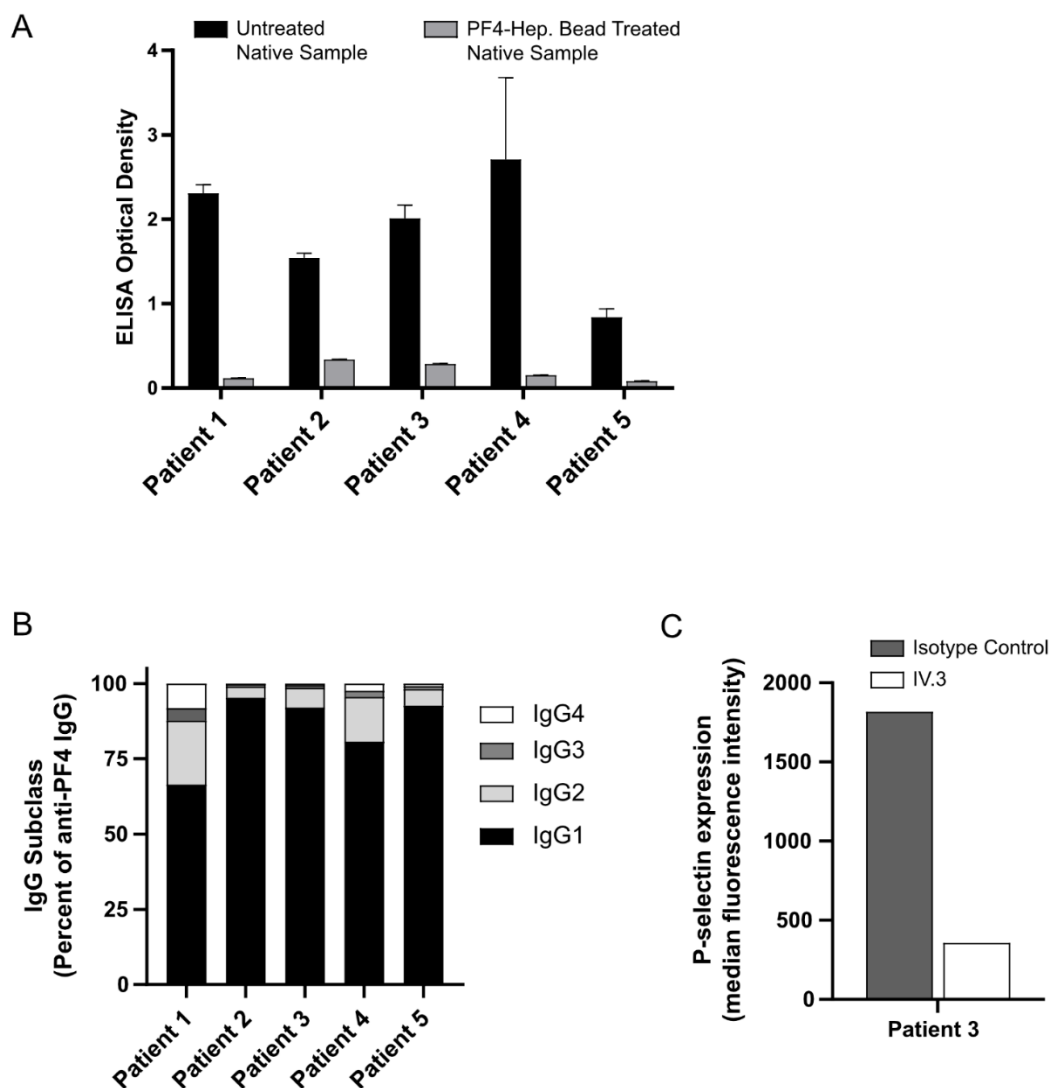 A
Untreated
Native Sample
PF4-Hep. Bead Treated
Native Sample
ELISA Optical Density
4
3
2
1
0
Patient 1
Patient 2
Patient 3
Patient 4
Patient 5
B
IgG Subclass
(Percent of anti-PF4 IgG)
100
75
50
25
0
Patient 1
Patient 2
Patient 3
Patient 4
Patient 5
IgG4
IgG3
IgG2
IgG1
C
Isotype Control
IV.3
P-selectin expression
(median fluorescence intensity)
2000
1500
1000
500
0
Patient 3